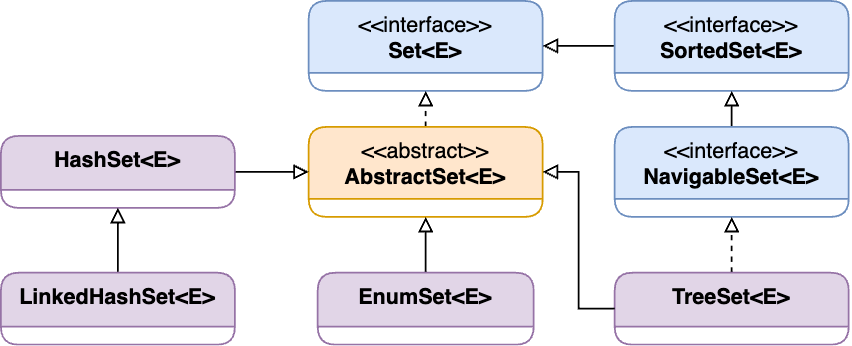 <<interface>>
Set<E>
<<interface>>
SortedSet<E>
HashSet<E>
<<abstract>>
AbstractSet<E>
<<interface>>
NavigableSet<E>
LinkedHashSet<E>
EnumSet<E>
TreeSet<E>